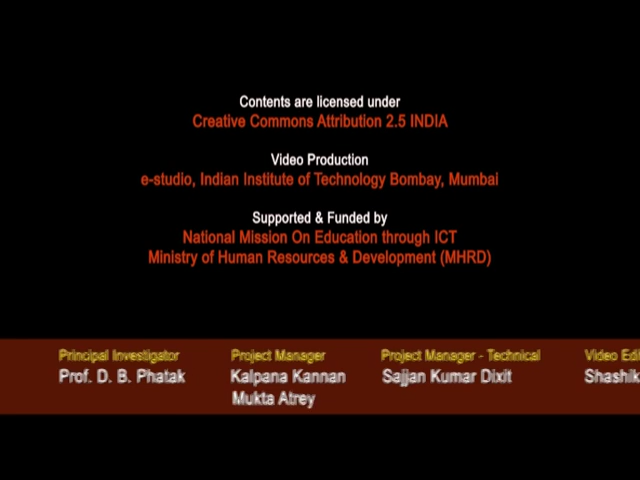 Contents are licensed under
Creative Commons Attribution 2.5 INDIA
Video Production
e-studio, Indian Institute of Technology Bombay, Mumbai
Supported & Funded by
National Mission On Education through ICT
Ministry of Human Resources & Development (MHRD)
Principal Investigator
Prof. D. B. Phatak
Project Manager
Kalpana Kannan
Mukta Atrey
Project Manager - Technical
Sajjan Kumar Dixit
Video